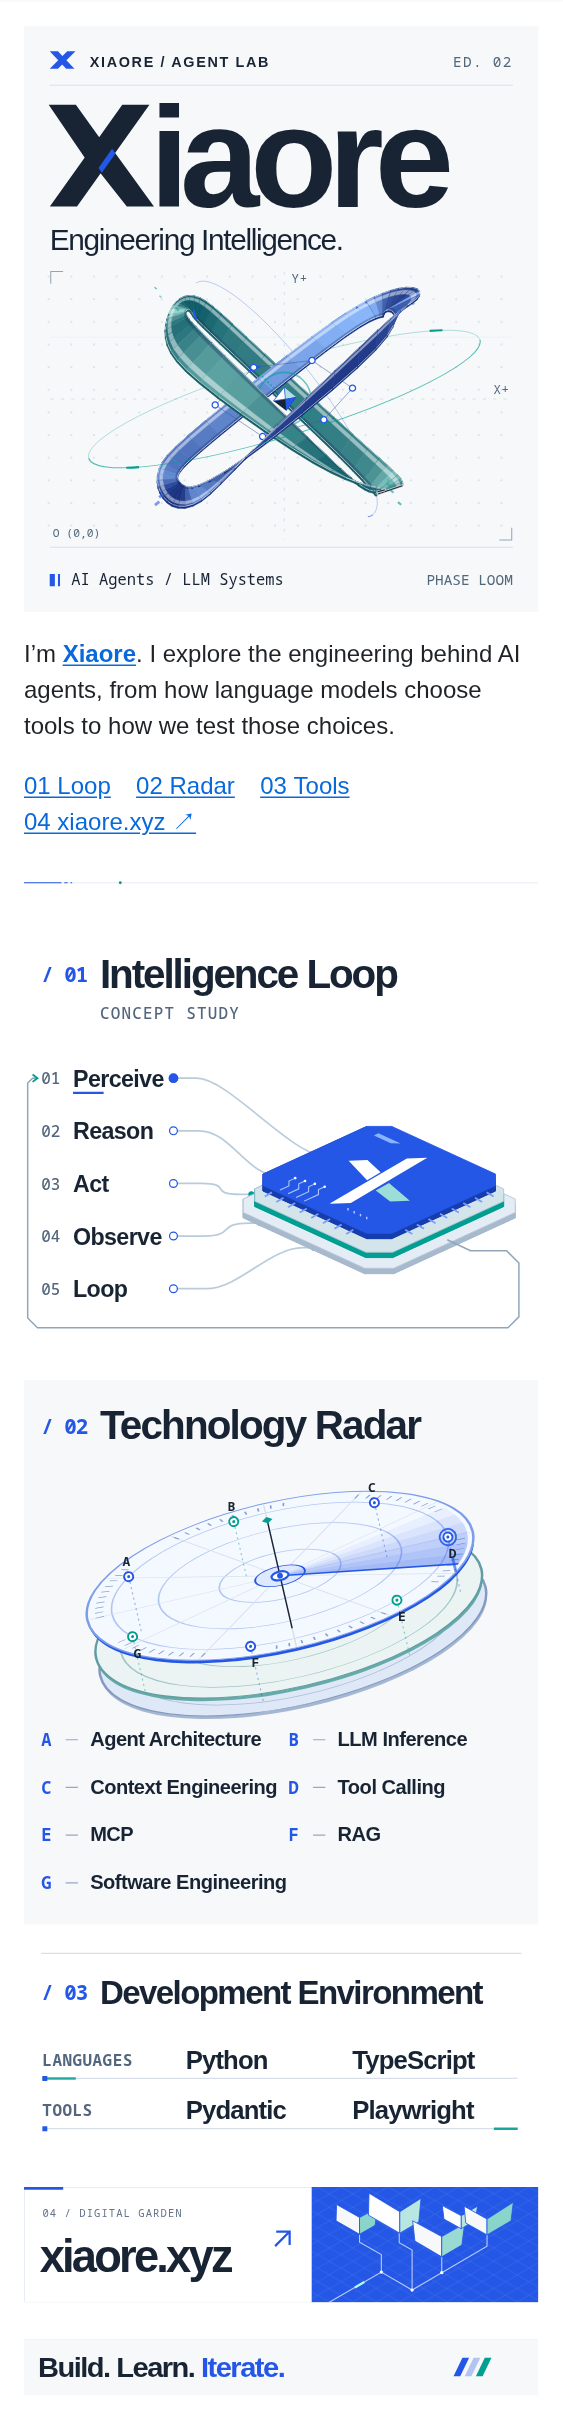 XIAORE / AGENT LAB
ED. 02
Xiaore
Engineering Intelligence.
Y+
X+
O (0,0)
AI Agents / LLM Systems
PHASE LOOM
I’m Xiaore. I explore the engineering behind AI
agents, from how language models choose
tools to how we test those choices.
01 Loop 02 Radar 03 Tools
04 xiaore.xyz ↗
/ 01 Intelligence Loop
CONCEPT STUDY
01 Perceive
02 Reason
03 Act
04 Observe
05 Loop
/ 02 Technology Radar
C
B
D
A
E
G
F
A — Agent Architecture
B — LLM Inference
C — Context Engineering
D — Tool Calling
E — MCP
F — RAG
G — Software Engineering
/ 03 Development Environment
LANGUAGES Python TypeScript
TOOLS Pydantic Playwright
04 / DIGITAL GARDEN
xiaore.xyz
Build. Learn. Iterate.